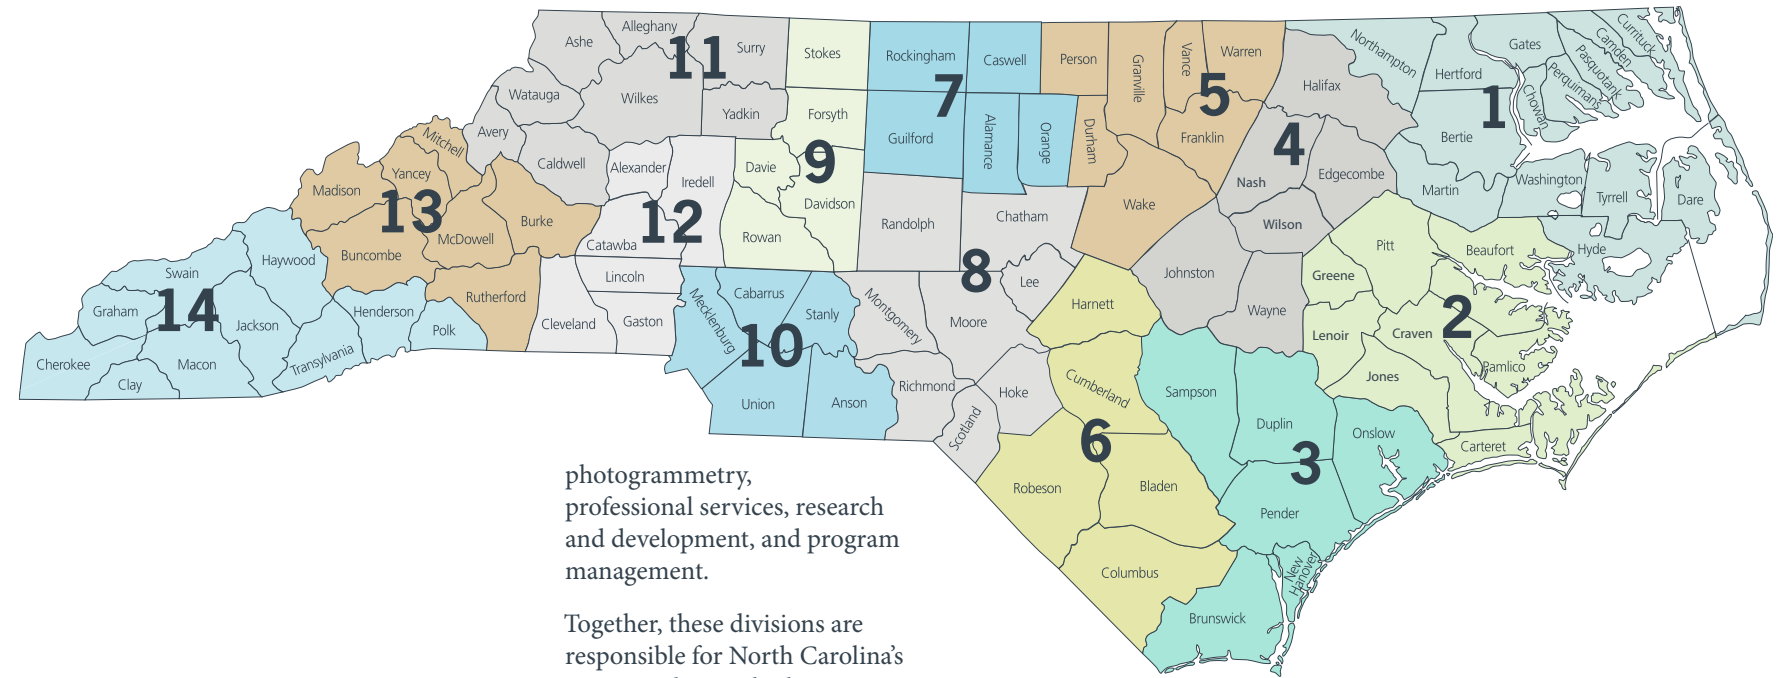 Ashe
Alleghany
11
Surry
Stokes
Rockingham
Caswell
Person
Granville
Vance
Warren
Northampton
Gates
Currituck
Camden
Pasquotank
Perquimans
Chowan
Hertford
Watauga
Wilkes
Yadkin
Forsyth
7
5
Halifax
1
Bertie
Avery
Mitchell
Caldwell
Alexander
Iredell
Davie
9
Guilford
Alamance
Orange
Durham
Franklin
4
Nash
Edgecombe
Martin
Washington
Tyrrell
Dare
Madison
Yancey
13
Burke
12
Catawba
Davidson
Rowan
Randolph
Chatham
Wake
Wilson
Pitt
Beaufort
Hyde
Swain
Haywood
Buncombe
McDowell
Lincoln
8
Lee
Johnston
Greene
Graham
14
Jackson
Henderson
Polk
Rutherford
Cleveland
Gaston
Mecklenburg
Cabarrus
Stanly
10
Montgomery
Moore
Harnett
Wayne
Lenoir
Craven
2
Pamlico
Cherokee
Clay
Macon
Transylvania
Union
Anson
Richmond
Scotland
Hoke
Cumberland
Sampson
Duplin
Jones
Onslow
Carteret
6
3
Robeson
Bladen
Pender
Columbus
New
Hanover
Brunswick
photogrammetry,
professional services, research
and development, and program
management.
Together, these divisions are
responsible for North Carolina’s